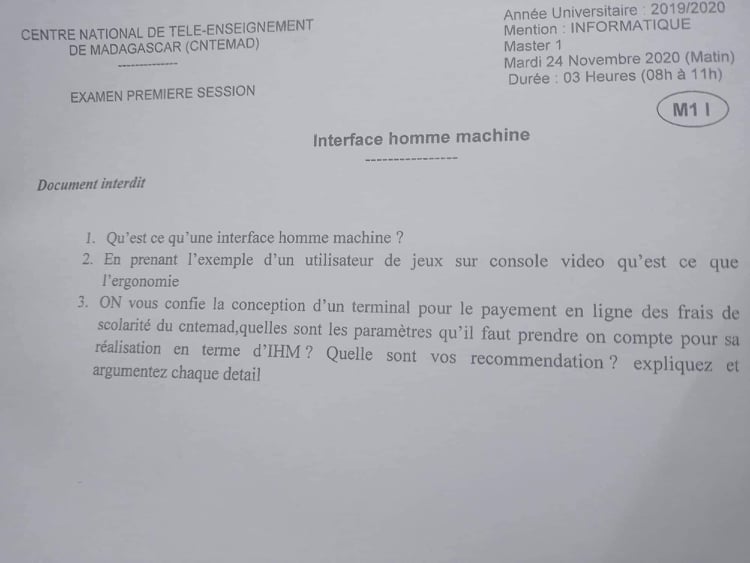 CENTRE NATIONAL DE TELE-ENSEIGNEMENT
DE MADAGASCAR (CNTEMAD)
--------------
EXAMEN PREMIERE SESSION
Année Universitaire : 2019/2020
Mention : INFORMATIQUE
Master 1
Mardi 24 Novembre 2020 (Matin)
Durée : 03 Heures (08h à 11h)
M1 I
Interface homme machine
----------------
Document interdit
1. Qu'est ce qu'une interface homme machine ?
2. En prenant l'exemple d'un utilisateur de jeux sur console video qu'est ce que
l'ergonomie
3. ON vous confie la conception d'un terminal pour le payement en ligne des frais de
scolarité du cntemad,quelles sont les paramètres qu'il faut prendre on compte pour sa
réalisation en terme d'IHM ? Quelle sont vos recommendation ? expliquez et
argumentez chaque detail